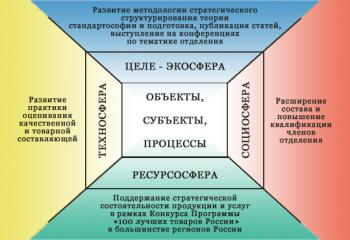 Развитие методологии стратегического
структурирования теории
стандартософии и подготовка, публикация статей,
выступление на конференциях
по тематике отделения
ЦЕЛЕ - ЭКОСФЕРА
Развитие
практики
оценивания
качественной
и товарной
составляющей
ТЕХНОСФЕРА
ОБЪЕКТЫ,
СУБЪЕКТЫ,
ПРОЦЕССЫ
СОЦИОСФЕРА
Расширение
состава и
повышение
квалификации
членов
отделения
РЕСУРСОСФЕРА
Поддержание стратегической
состоятельности продукции и услуг
в рамках Конкурса Программы
«100 лучших товаров России»
в большинстве регионов России